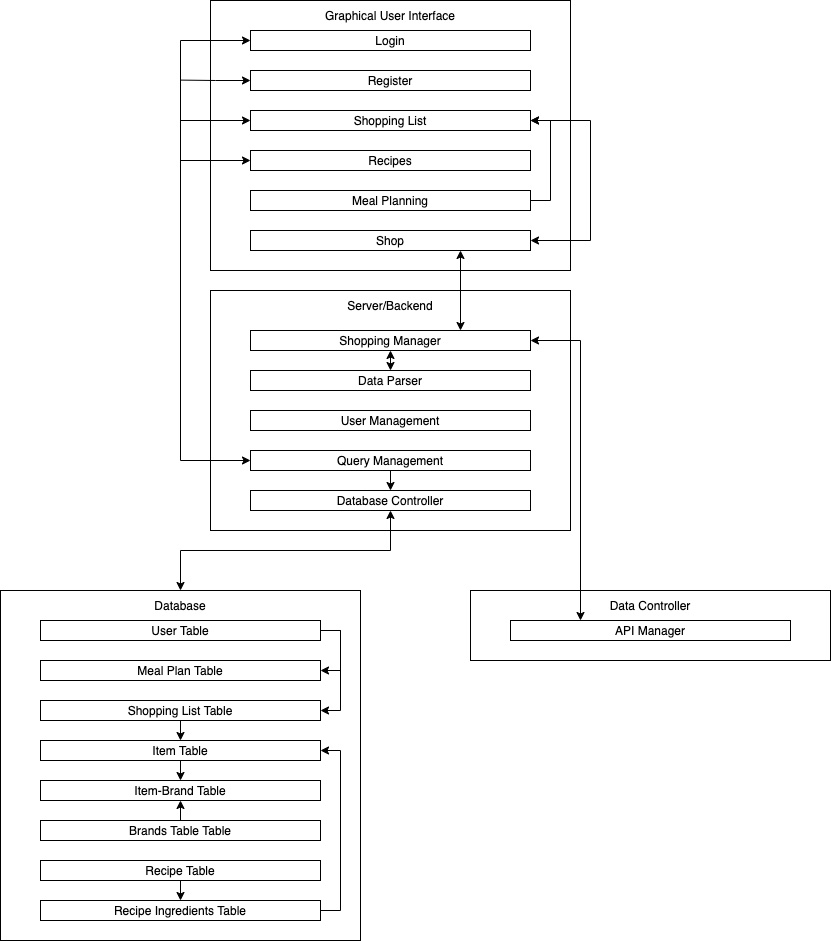 Graphical User Interface
Login
Register
Shopping List
Recipes
Meal Planning
Shop
Server/Backend
Shopping Manager
Data Parser
User Management
Query Management
Database Controller
Database
User Table
Meal Plan Table
Shopping List Table
Item Table
Item-Brand Table
Brands Table Table
Recipe Table
Recipe Ingredients Table
Data Controller
API Manager